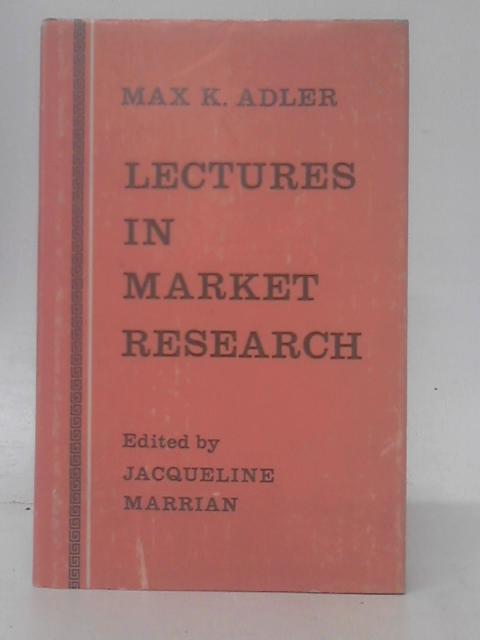 MAX K. ADLER
LECTURES
IN
MARKET
RESEARCH
Edited by
JACQUELINE
MARRIAN